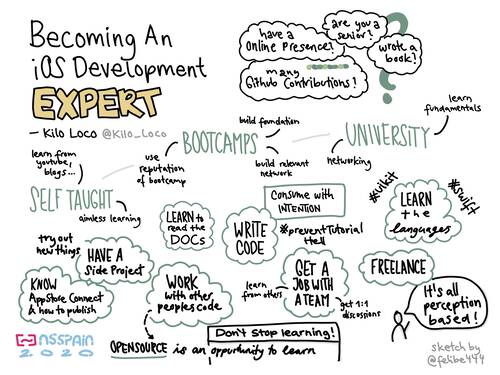 Becoming An
iOS Development
EXPERT
— Kilo Loco @Kilo_Loco
have a
Online Presence?
are you a
senior?
wrote a
book?
many
Github Contributions!
?
learn from
youtube,
blogs...
SELF TAUGHT
aimless learning
use
reputation
of bootcamp
BOOTCAMPS
build foundation
build relevant
network
UNIVERSITY
networking
learn
fundamentals
LEARN to
read the
DOCs
WRITE
CODE
Consume with
INTENTION
#preventTutorial
Hell
#uikit
LEARN
the
languages
#swift
try out
new things
HAVE A
Side Project
KNOW
AppStore Connect
& how to publish
WORK
with other
peoples code
learn
from others
GET A
JOB WITH
A TEAM
get 1:1
discussions
FREELANCE
It's all
perception
based!
Don't stop learning!
OPENSOURCE is an opportunity to learn
NSSPAIN
2020
sketch by
@felibe444